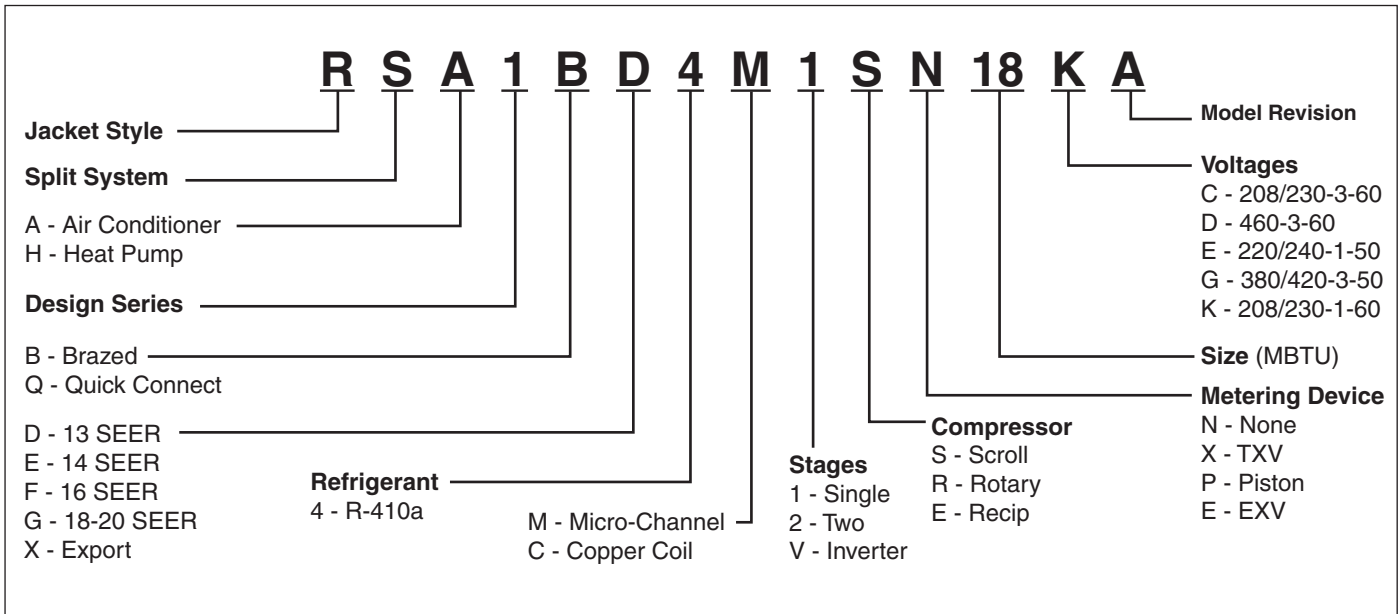 R S A 1 B D 4 M 1 S N 18 K A
Jacket Style
Split System
A - Air Conditioner
H - Heat Pump
Design Series
B - Brazed
Q - Quick Connect
D - 13 SEER
E - 14 SEER
F - 16 SEER
G - 18-20 SEER
X - Export
Refrigerant
4 - R-410a
M - Micro-Channel
C - Copper Coil
Stages
1 - Single
2 - Two
V - Inverter
Compressor
S - Scroll
R - Rotary
E - Recip
Model Revision
Voltages
C - 208/230-3-60
D - 460-3-60
E - 220/240-1-50
G - 380/420-3-50
K - 208/230-1-60
Size (MBTU)
Metering Device
N - None
X - TXV
P - Piston
E - EXV